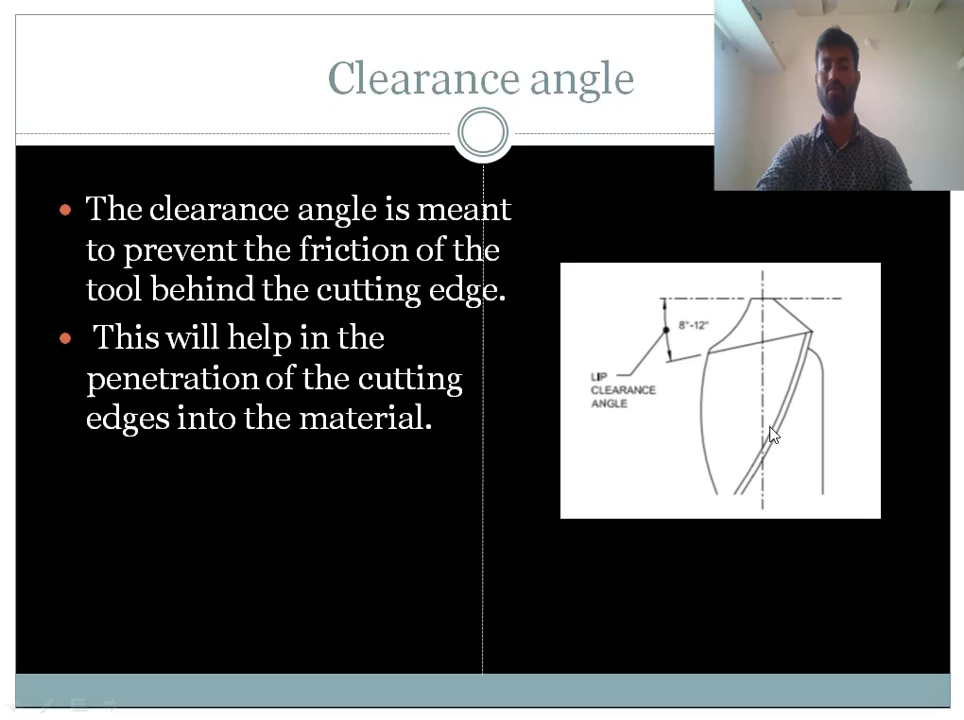 Clearance angle
• The clearance angle is meant
to prevent the friction of the
tool behind the cutting edge.
• This will help in the
penetration of the cutting
edges into the material.
8°-12°
LIP
CLEARANCE
ANGLE